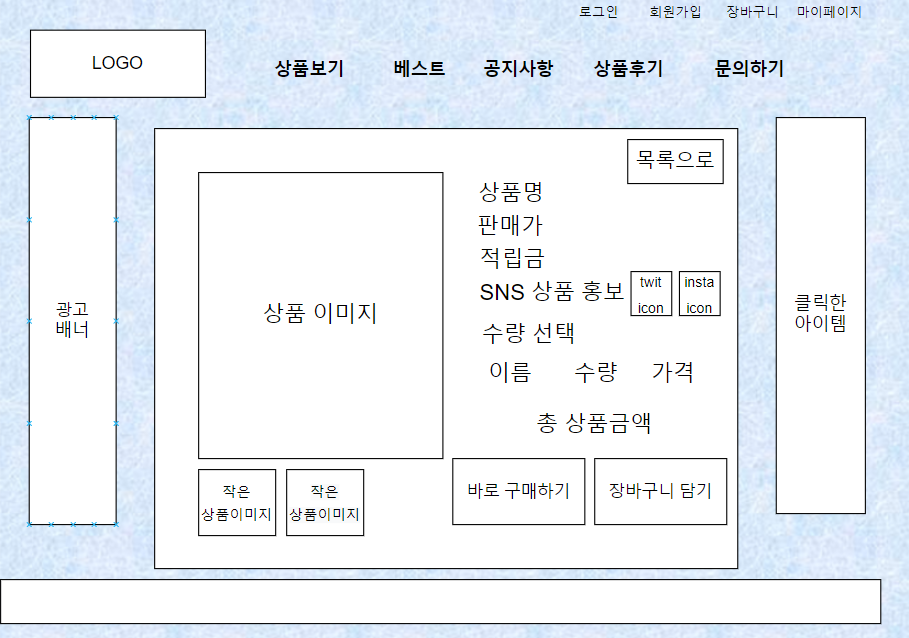 로그인 회원가입 장바구니 마이페이지
LOGO
상품보기 베스트 공지사항 상품후기 문의하기
광고
배너
목록으로
상품 이미지
상품명
판매가
적립금
SNS 상품 홍보
twit
icon
insta
icon
수량 선택
이름 수량 가격
총 상품금액
작은
상품이미지
작은
상품이미지
바로 구매하기
장바구니 담기
클릭한
아이템